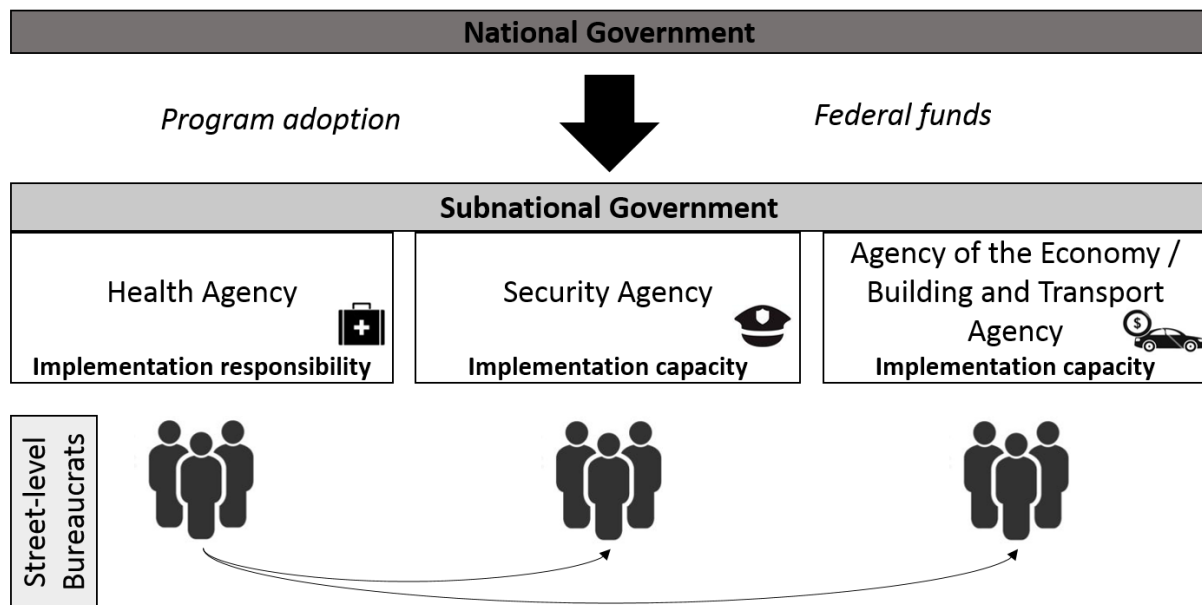 National Government
Program adoption
Federal funds
Subnational Government
Health Agency
Implementation responsibility
Security Agency
Implementation capacity
Agency of the Economy /
Building and Transport
Agency
$
Implementation capacity
Street-level
Bureaucrats